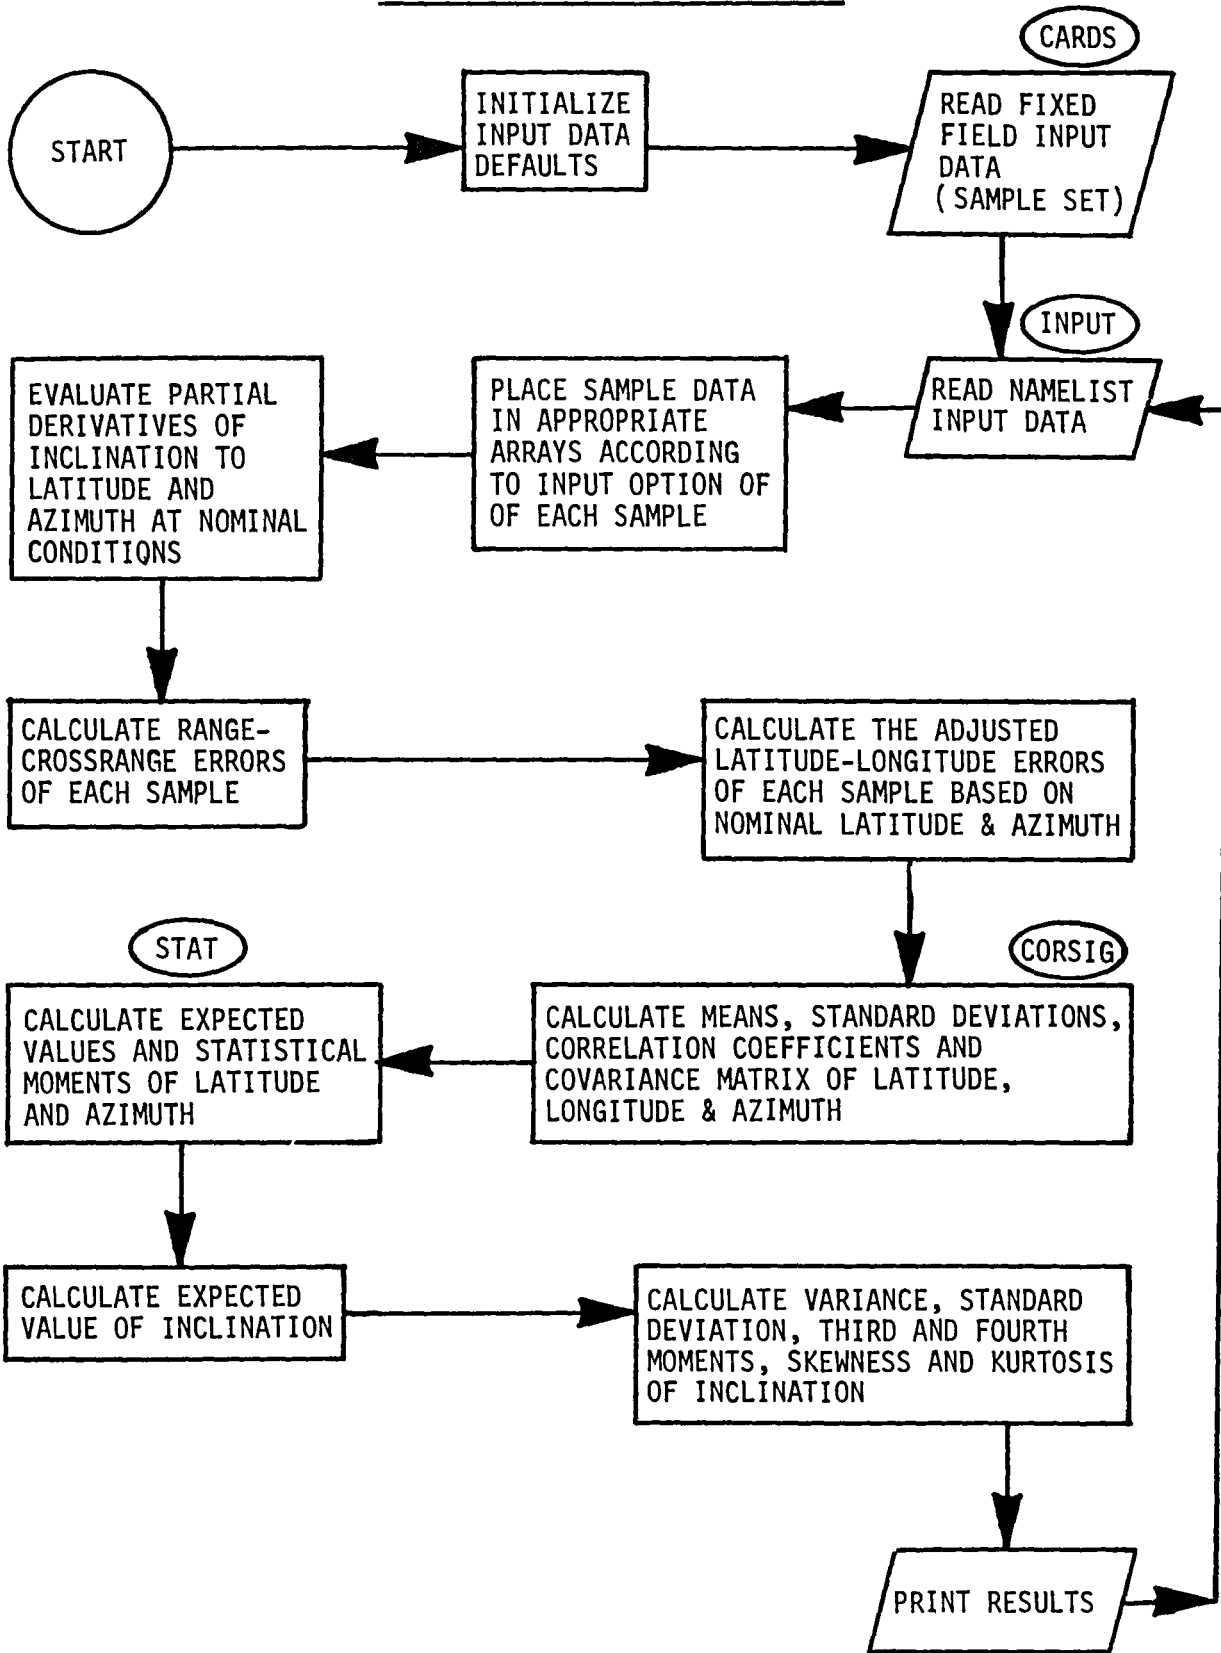 START
INITIALIZE
INPUT DATA
DEFAULTS
CARDS
READ FIXED
FIELD INPUT
DATA
(SAMPLE SET)
INPUT
READ NAMELIST
INPUT DATA
PLACE SAMPLE DATA
IN APPROPRIATE
ARRAYS ACCORDING
TO INPUT OPTION OF
OF EACH SAMPLE
EVALUATE PARTIAL
DERIVATIVES OF
INCLINATION TO
LATITUDE AND
AZIMUTH AT NOMINAL
CONDITIONS
CALCULATE RANGE-
CROSSRANGE ERRORS
OF EACH SAMPLE
CALCULATE THE ADJUSTED
LATITUDE-LONGITUDE ERRORS
OF EACH SAMPLE BASED ON
NOMINAL LATITUDE & AZIMUTH
CORSIG
CALCULATE MEANS, STANDARD DEVIATIONS,
CORRELATION COEFFICIENTS AND
COVARIANCE MATRIX OF LATITUDE,
LONGITUDE & AZIMUTH
STAT
CALCULATE EXPECTED
VALUES AND STATISTICAL
MOMENTS OF LATITUDE
AND AZIMUTH
CALCULATE EXPECTED
VALUE OF INCLINATION
CALCULATE VARIANCE, STANDARD
DEVIATION, THIRD AND FOURTH
MOMENTS, SKEWNESS AND KURTOSIS
OF INCLINATION
PRINT RESULTS